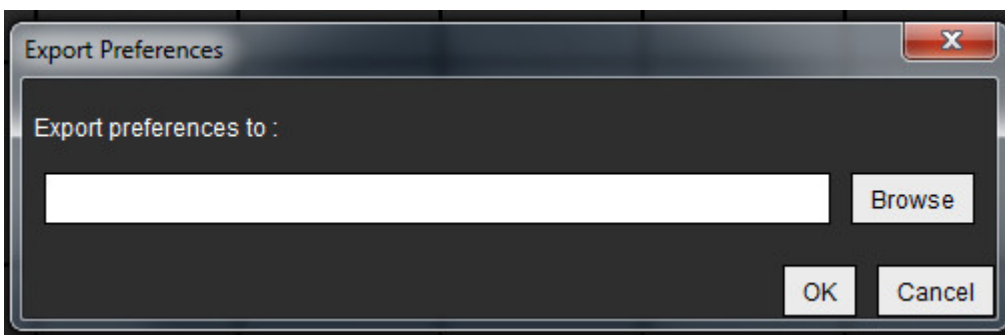 Export Preferences
X
Export preferences to :
Browse
OK
Cancel